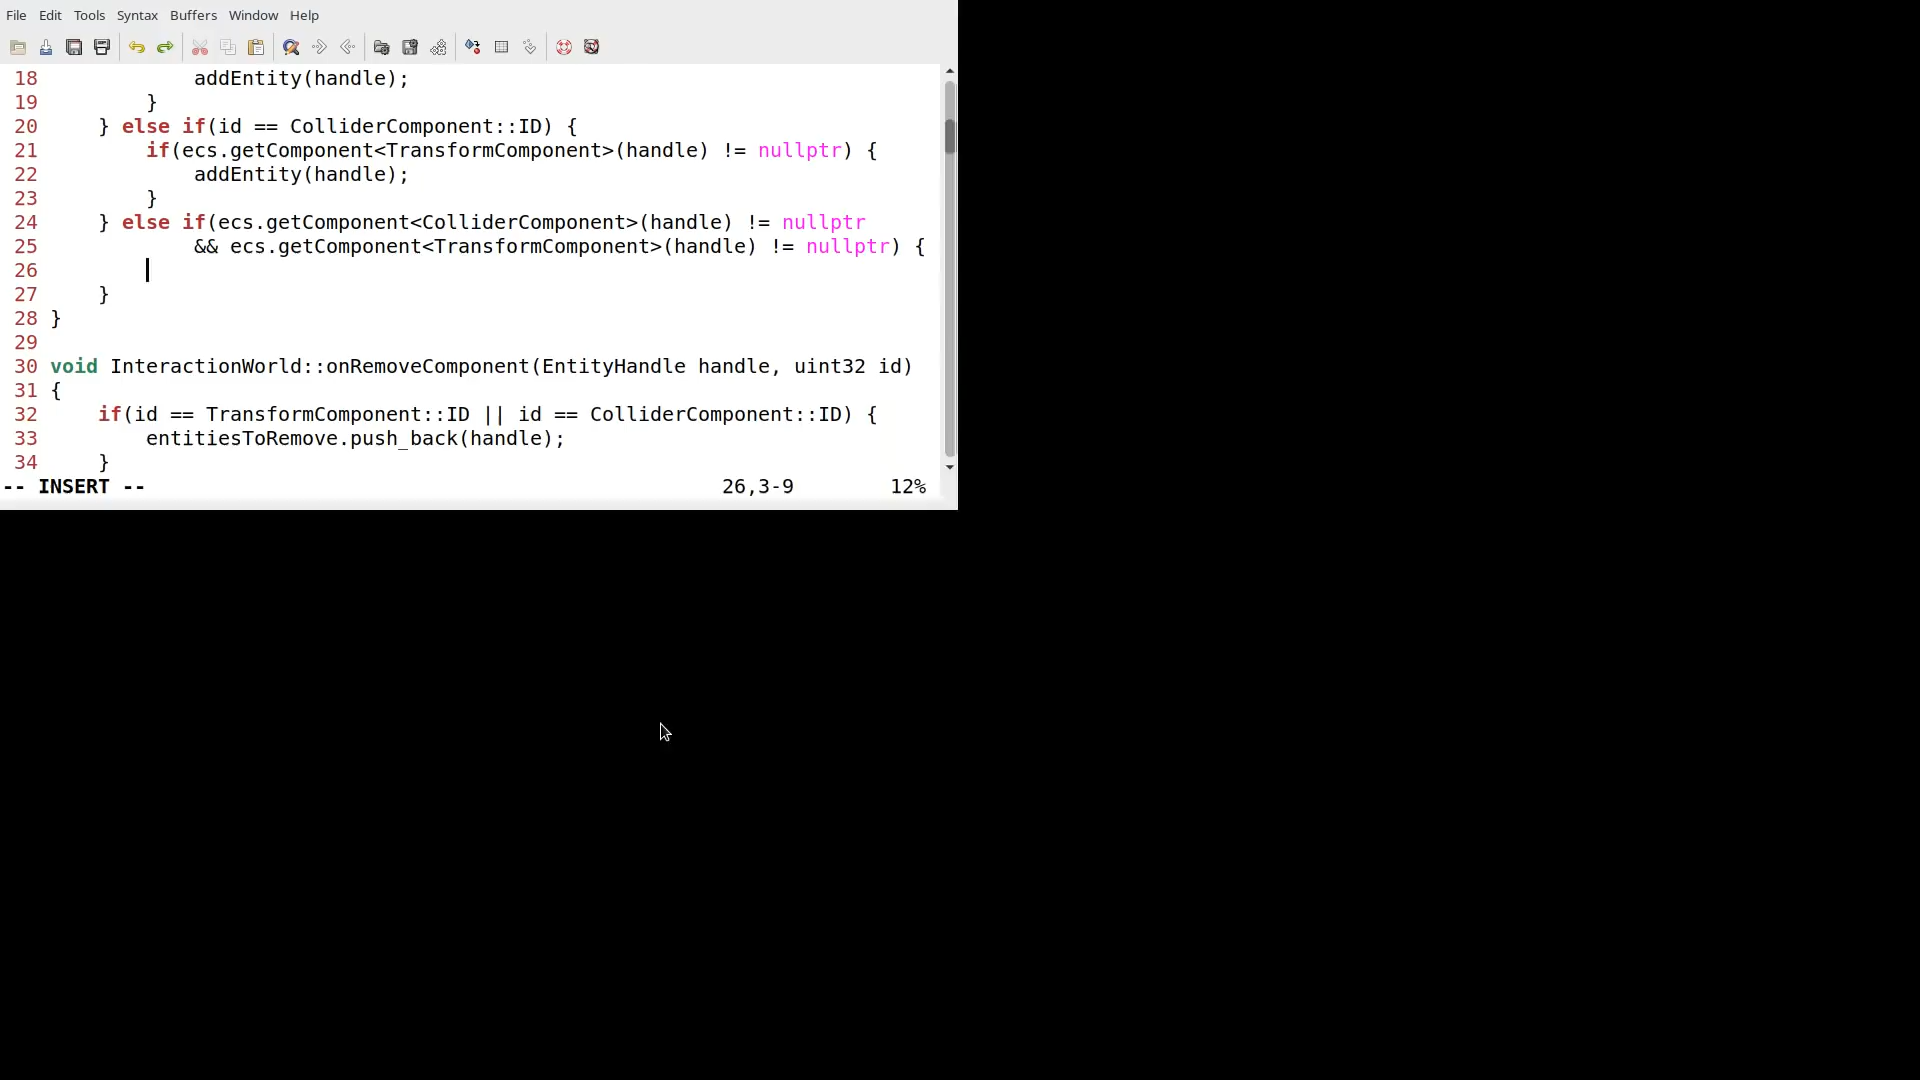 File Edit Tools Syntax Buffers Window Help
18             addEntity(handle);
19         }
20     } else if(id == ColliderComponent::ID) {
21         if(ecs.getComponent<TransformComponent>(handle) != nullptr) {
22             addEntity(handle);
23         }
24     } else if(ecs.getComponent<ColliderComponent>(handle) != nullptr
25             && ecs.getComponent<TransformComponent>(handle) != nullptr) {
26
27     }
28 }
29
30 void InteractionWorld::onRemoveComponent(EntityHandle handle, uint32 id)
31 {
32     if(id == TransformComponent::ID || id == ColliderComponent::ID) {
33         entitiesToRemove.push_back(handle);
34     }
-- INSERT -- 26,3-9 12%